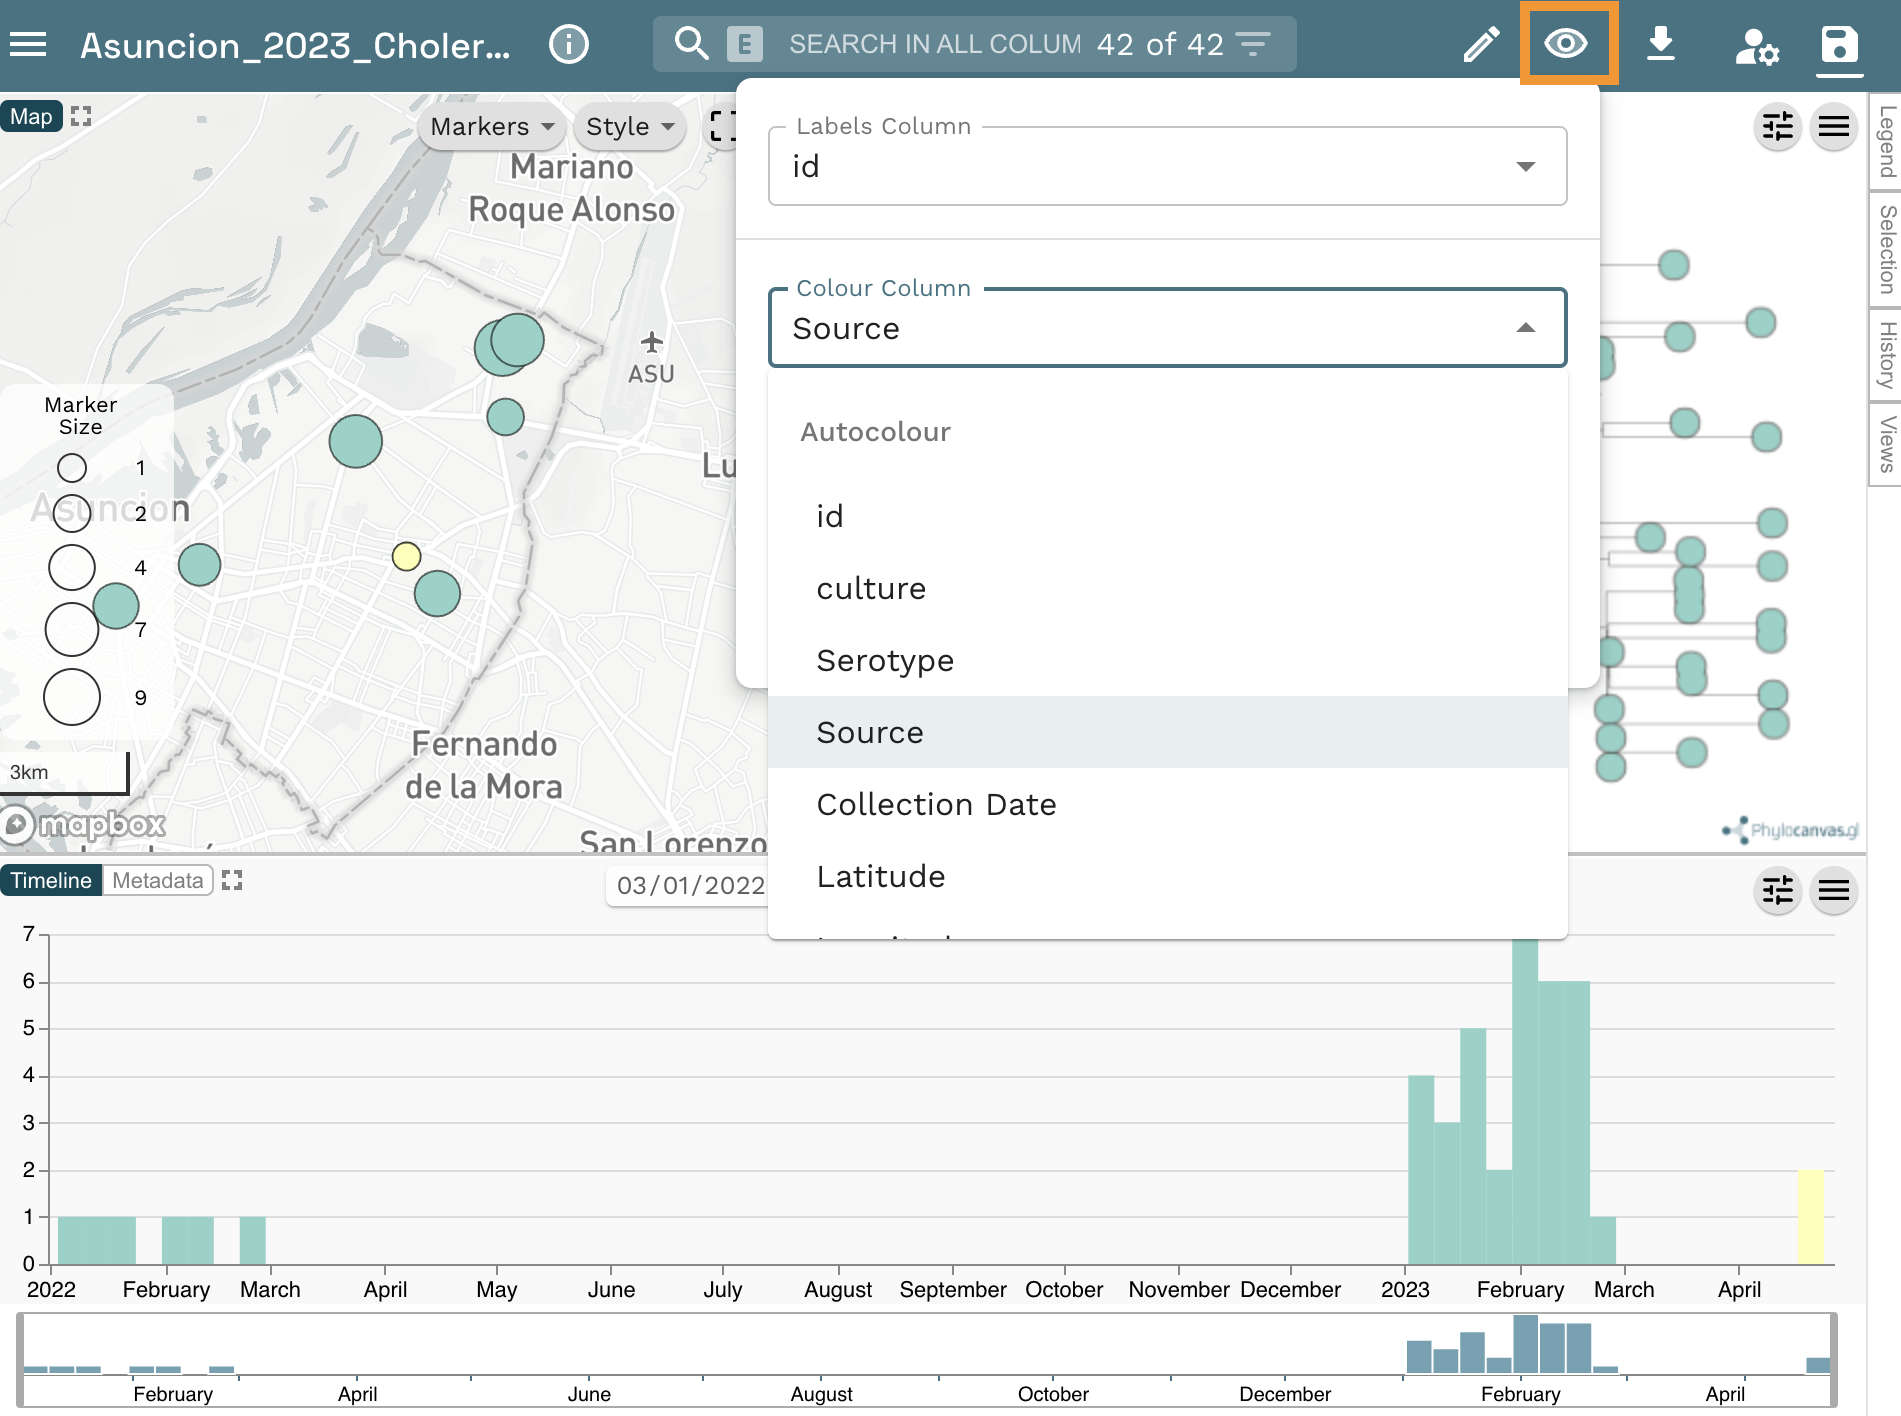 Asuncion_2023_Choler...
E
SEARCH IN ALL COLUM
42 of 42
Map
Markers
Style
Mariano
Roque Alonso
ASU
Lu
Asuncion
Marker
Size
1
2
4
7
9
3km
mapbox
Fernando
de la Mora
San Lorenzo
Labels Column
id
Colour Column
Source
Autocolour
id
culture
Serotype
Source
Collection Date
Latitude
Legend
Selection
History
Views
Phylocanvas.gl
Timeline
Metadata
03/01/2022
7
6
5
4
3
2
1
0
2022 February March April May June July August September October November December 2023 February March April
February April June August October December February April